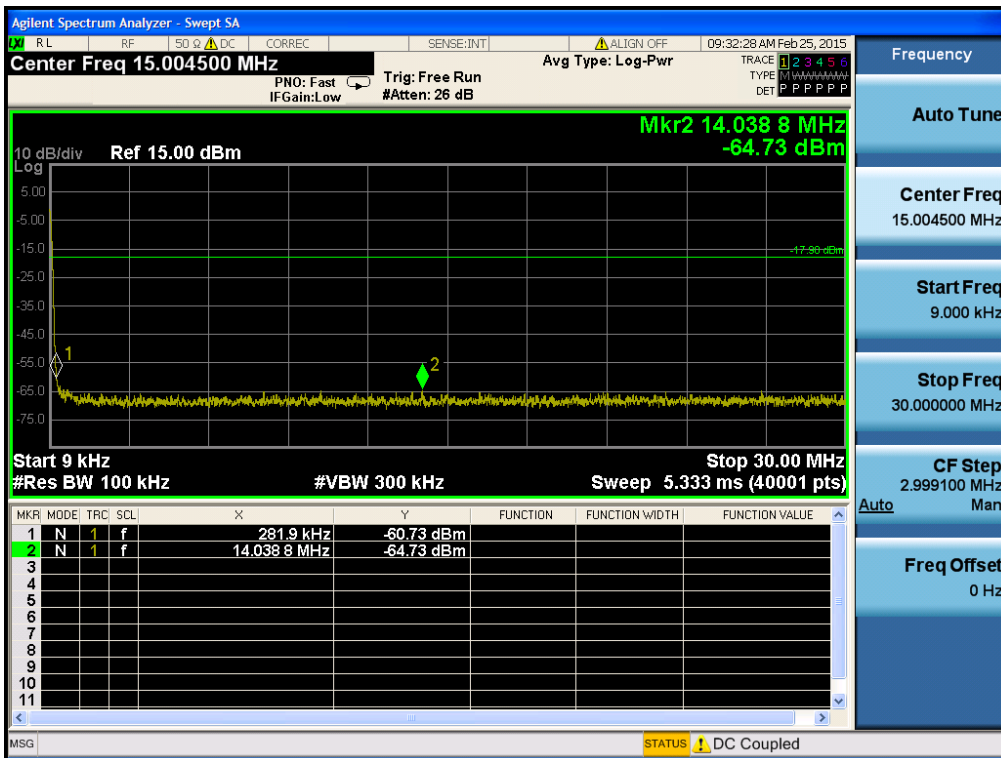 Agilent Spectrum Analyzer - Swept SA
LXI RL RF 50 Ω DC CORREC SENSE:INT ALIGN OFF 09:32:28 AM Feb 25, 2015
Center Freq 15.004500 MHz
PNO: Fast
IFGain:Low
Trig: Free Run
#Atten: 26 dB
Avg Type: Log-Pwr
TRACE 1 2 3 4 5 6
TYPE M
DET P P P P P P
Mkr2 14.038 8 MHz
-64.73 dBm
10 dB/div Ref 15.00 dBm
Log
5.00
-5.00
-15.0
-17.90 dBm
-25.0
-35.0
-45.0
-55.0
-65.0
-75.0
1
2
Start 9 kHz Stop 30.00 MHz
#Res BW 100 kHz #VBW 300 kHz Sweep 5.333 ms (40001 pts)
MKR MODE TRC SCL X Y FUNCTION FUNCTION WIDTH FUNCTION VALUE
1 N 1 f 281.9 kHz -60.73 dBm
2 N 1 f 14.038 8 MHz -64.73 dBm
3
4
5
6
7
8
9
10
11
MSG STATUS DC Coupled
Frequency
Auto Tune
Center Freq
15.004500 MHz
Start Freq
9.000 kHz
Stop Freq
30.000000 MHz
CF Step
2.999100 MHz
Auto Man
Freq Offset
0 Hz